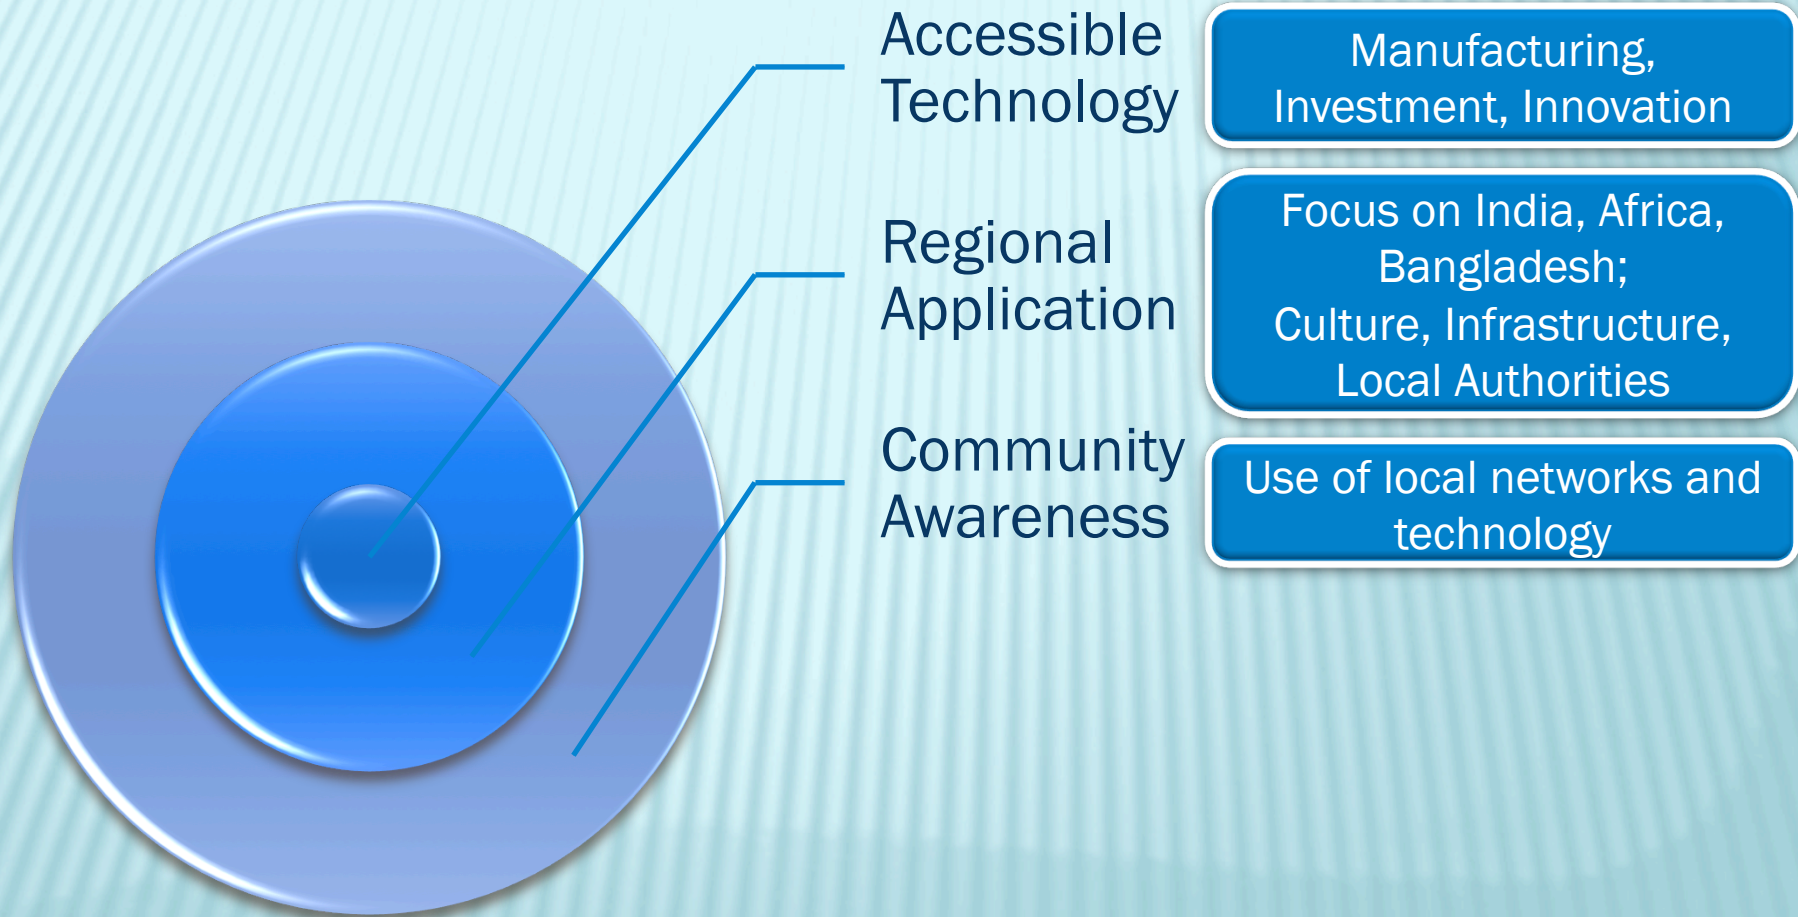 Accessible
Technology
Manufacturing,
Investment, Innovation
Regional
Application
Focus on India, Africa,
Bangladesh;
Culture, Infrastructure,
Local Authorities
Community
Awareness
Use of local networks and
technology